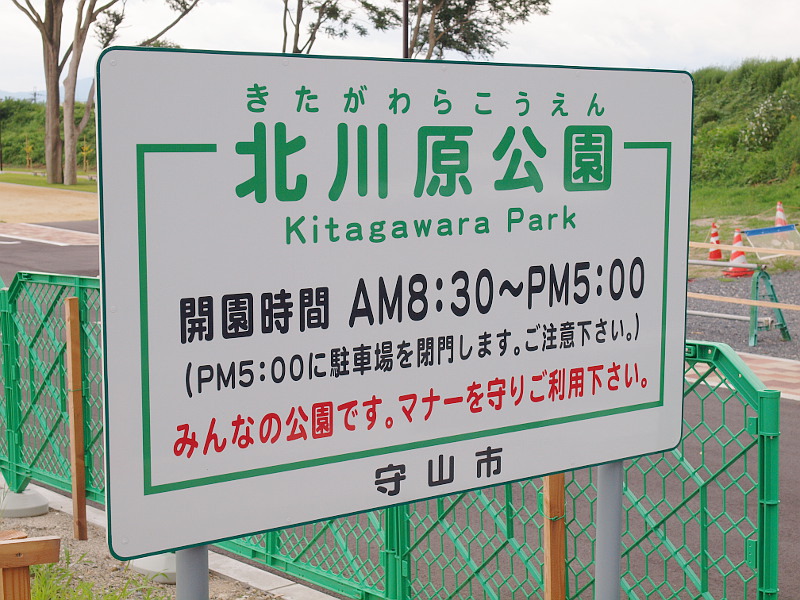 きたがわらこうえん
北川原公園
Kitagawara Park
開園時間 AM8:30~PM5:00
(PM5:00に駐車場を閉門します。ご注意下さい。)
みんなの公園です。マナーを守りご利用下さい。
守山市